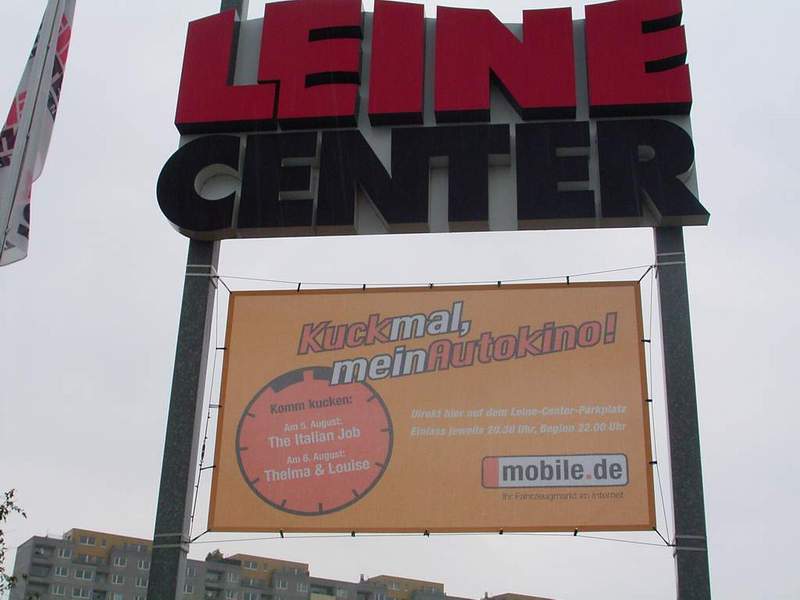 LEINE
CENTER
Kuckmal,
meinAutokino!
Komm kucken:
Am 5. August:
The Italian Job
Am 6. August:
Thelma & Louise
Direkt hier auf dem Leine-Center-Parkplatz
Einlass jeweils 20.30 Uhr, Beginn 22.00 Uhr
mobile.de
Ihr Fahrzeugmarkt im Internet